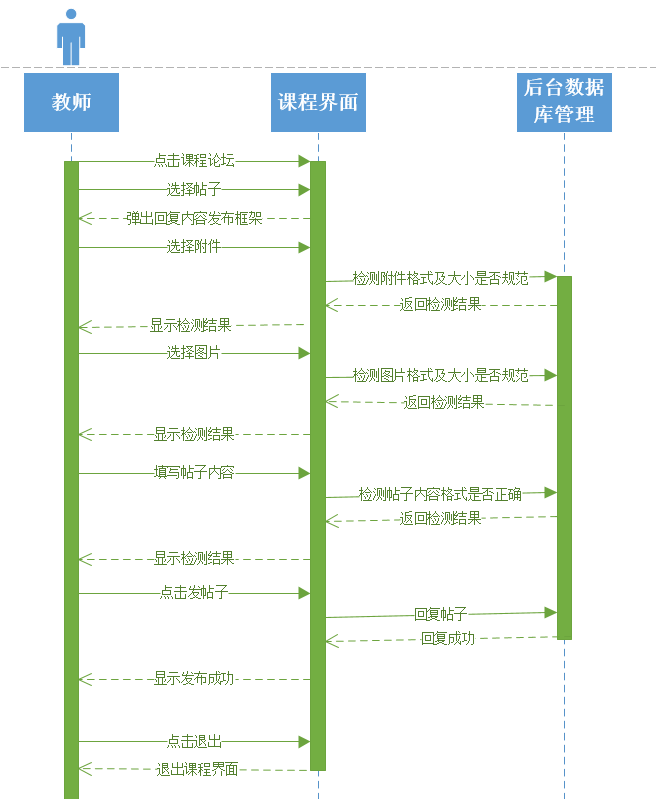 教师
课程界面
后台数据
库管理
点击课程论坛
选择帖子
弹出回复内容发布框架
选择附件
检测附件格式及大小是否规范
返回检测结果
显示检测结果
选择图片
检测图片格式及大小是否规范
返回检测结果
显示检测结果
填写帖子内容
检测帖子内容格式是否正确
返回检测结果
显示检测结果
点击发帖子
回复帖子
回复成功
显示发布成功
点击退出
退出课程界面